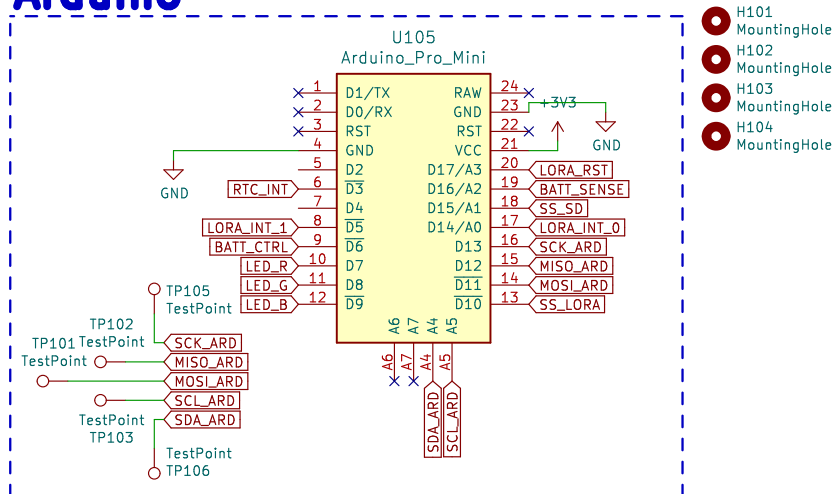 Arduino
U105
Arduino_Pro_Mini
1 D1/TX RAW 24
2 D0/RX GND 23
3 RST RST 22
4 GND VCC 21
5 D2 D17/A3 20 LORA_RST
RTC_INT 6 D3 D16/A2 19 BATT_SENSE
7 D4 D15/A1 18 SS_SD
LORA_INT_1 8 D5 D14/A0 17 LORA_INT_0
BATT_CTRL 9 D6 D13 16 SCK_ARD
LED_R 10 D7 D12 15 MISO_ARD
LED_G 11 D8 D11 14 MOSI_ARD
LED_B 12 D9 D10 13 SS_LORA
A6 A7 A4 A5
A6 A7 A4 A5
SDA_ARD
SCL_ARD
GND
+3V3
GND
H101
MountingHole
H102
MountingHole
H103
MountingHole
H104
MountingHole
TP105
TestPoint
TP102
TestPoint
TP101
TestPoint
SCK_ARD
MISO_ARD
MOSI_ARD
SCL_ARD
SDA_ARD
TestPoint
TP103
TestPoint
TP106